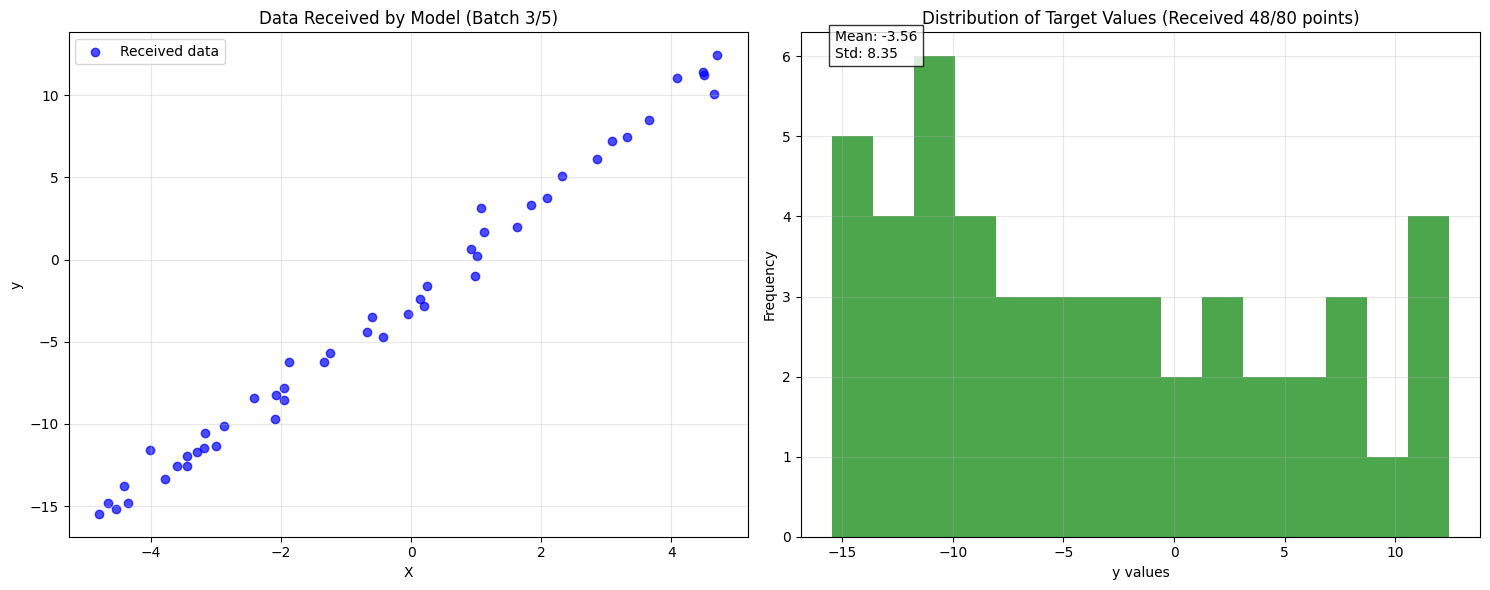 Data Received by Model (Batch 3/5)
Received data
10
5
0
−5
−10
−15
y
−4
−2
0
2
4
X
Distribution of Target Values (Received 48/80 points)
Mean: -3.56
Std: 8.35
6
5
4
3
2
1
0
Frequency
−15
−10
−5
0
5
10
y values